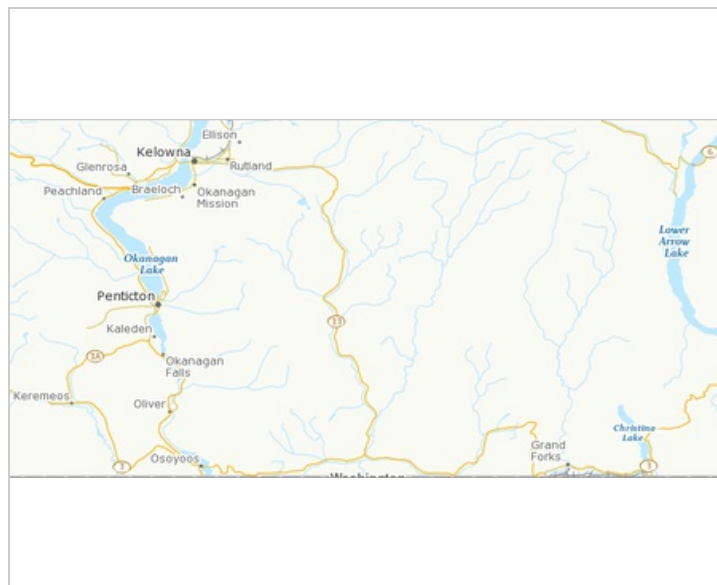 Ellison
Kelowna
Glenrosa
Rutland
6
Peachland
Braeloch
Okanagan
Mission
Okanagan
Lake
Lower
Arrow
Lake
Penticton
33
Kaleden
3A
Okanagan
Falls
Keremeos
Oliver
Christina
Lake
Grand
Forks
Osoyoos
3
3
Washington